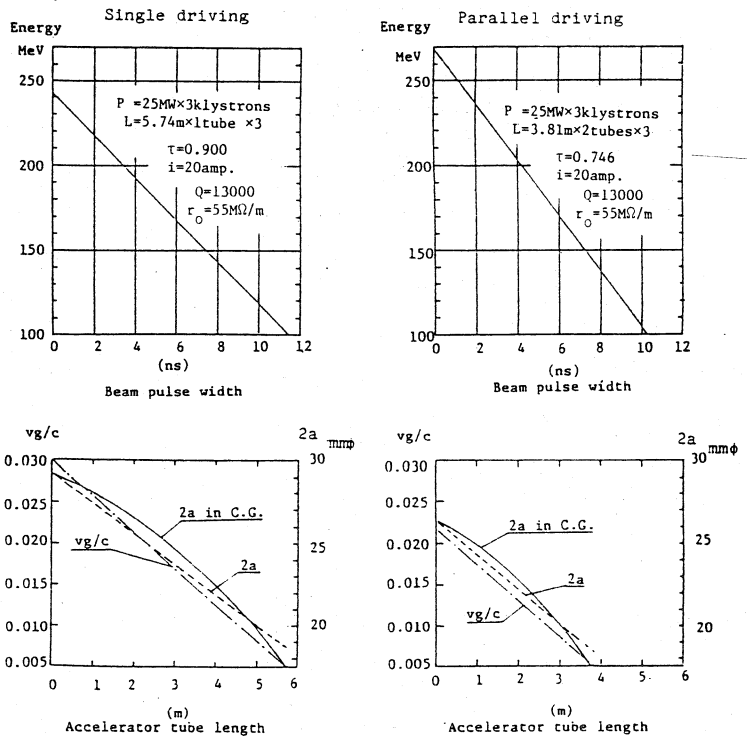 Single driving
Energy
MeV
250
200
150
100
P =25MW×3klystrons
L=5.74m×1tube ×3
τ=0.900
i=20amp.
Q=13000
r₀=55MΩ/m
0 2 4 6 8 10 12
(ns)
Beam pulse width
Parallel driving
Energy
MeV
250
200
150
100
P =25MW×3klystrons
L=3.81m×2tubes×3
τ=0.746
i=20amp.
Q=13000
r₀=55MΩ/m
0 2 4 6 8 10 12
(ns)
Beam pulse width
vg/c
0.030
0.025
0.020
0.015
0.010
0.005
2a mmφ
30
25
20
2a in C.G.
vg/c
2a
0 1 2 3 4 5 6
(m)
Accelerator tube length
vg/c
0.030
0.025
0.020
0.015
0.010
0.005
2a mmφ
30
25
20
2a in C.G.
2a
vg/c
0 1 2 3 4 5 6
(m)
Accelerator tube length